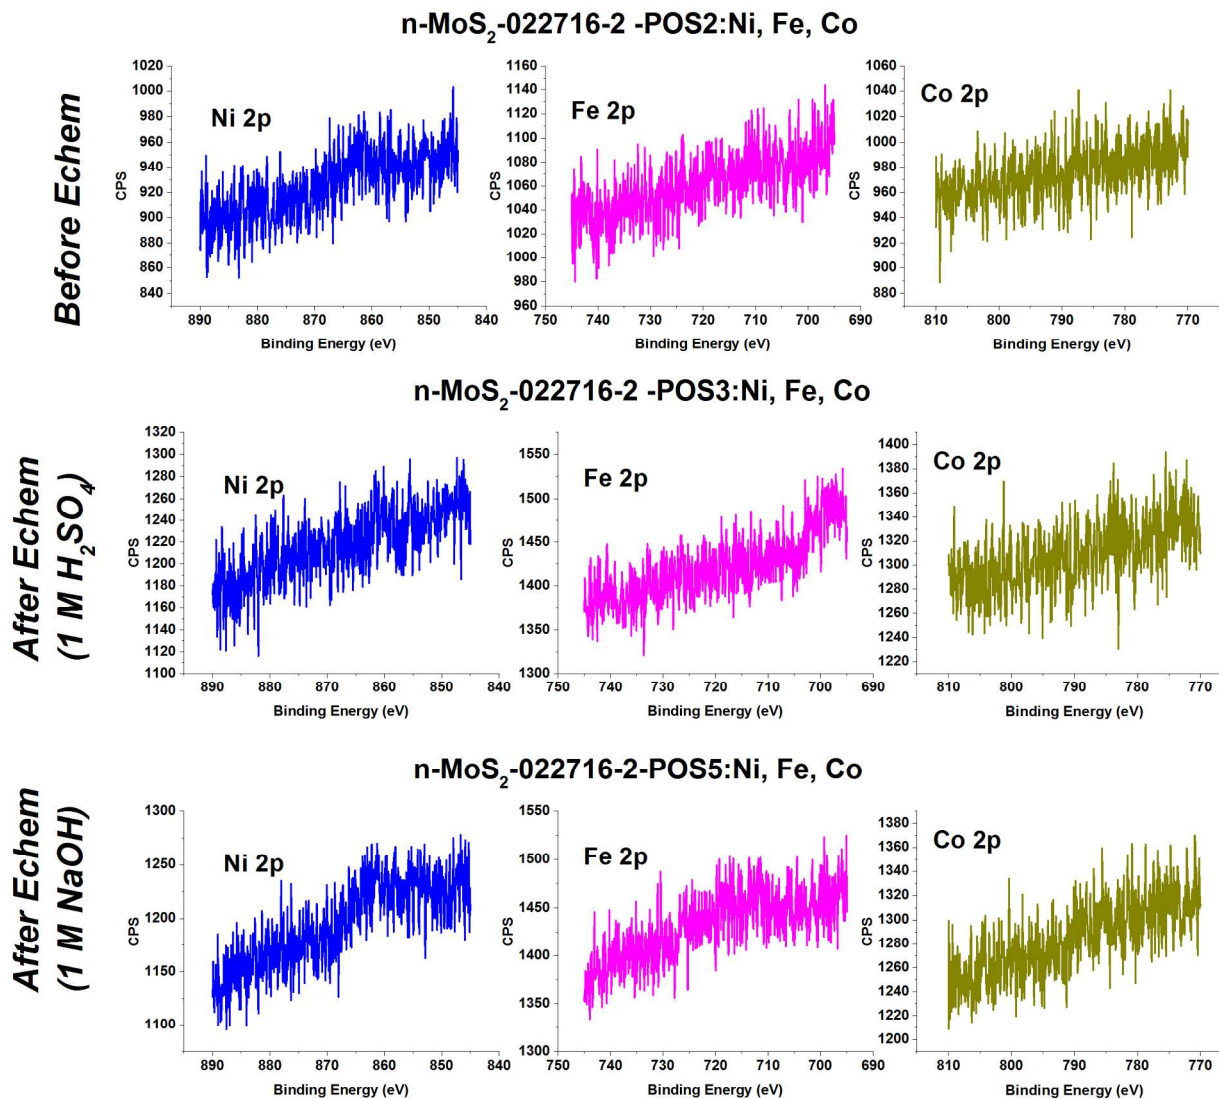 n-MoS2-022716-2 -POS2:Ni, Fe, Co
Before Echem
Ni 2p
CPS
1020
1000
980
960
940
920
900
880
860
840
890 880 870 860 850 840
Binding Energy (eV)
Fe 2p
CPS
1160
1140
1120
1100
1080
1060
1040
1020
1000
980
960
750 740 730 720 710 700 690
Binding Energy (eV)
Co 2p
CPS
1060
1040
1020
1000
980
960
940
920
900
880
810 800 790 780 770
Binding Energy (eV)
n-MoS2-022716-2 -POS3:Ni, Fe, Co
After Echem
(1 M H2SO4)
Ni 2p
CPS
1320
1300
1280
1260
1240
1220
1200
1180
1160
1140
1120
1100
890 880 870 860 850 840
Binding Energy (eV)
Fe 2p
CPS
1550
1500
1450
1400
1350
1300
750 740 730 720 710 700 690
Binding Energy (eV)
Co 2p
CPS
1400
1380
1360
1340
1320
1300
1280
1260
1240
1220
810 800 790 780 770
Binding Energy (eV)
n-MoS2-022716-2-POS5:Ni, Fe, Co
After Echem
(1 M NaOH)
Ni 2p
CPS
1300
1250
1200
1150
1100
890 880 870 860 850 840
Binding Energy (eV)
Fe 2p
CPS
1550
1500
1450
1400
1350
1300
750 740 730 720 710 700 690
Binding Energy (eV)
Co 2p
CPS
1380
1360
1340
1320
1300
1280
1260
1240
1220
1200
810 800 790 780 770
Binding Energy (eV)